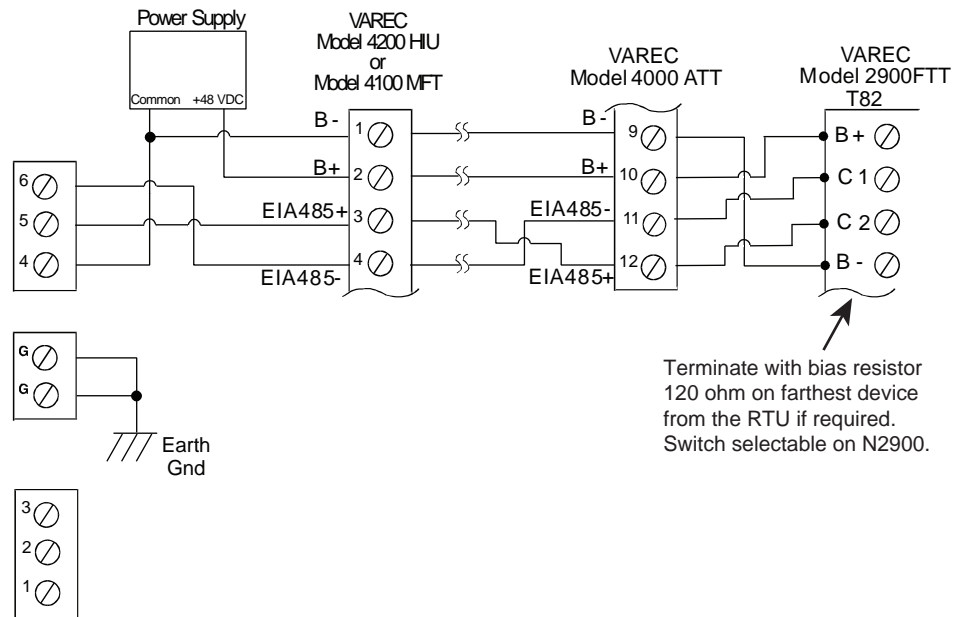 Power Supply
Common +48 VDC
VAREC
Model 4200 HIU
or
Model 4100 MFT
VAREC
Model 4000 ATT
VAREC
Model 2900FTT
T82
B -
B+
EIA485+
EIA485-
1
2
3
4
B -
B+
EIA485-
EIA485+
9
10
11
12
B +
C 1
C 2
B -
6
5
4
G
G
Earth
Gnd
3
2
1
Terminate with bias resistor
120 ohm on farthest device
from the RTU if required.
Switch selectable on N2900.